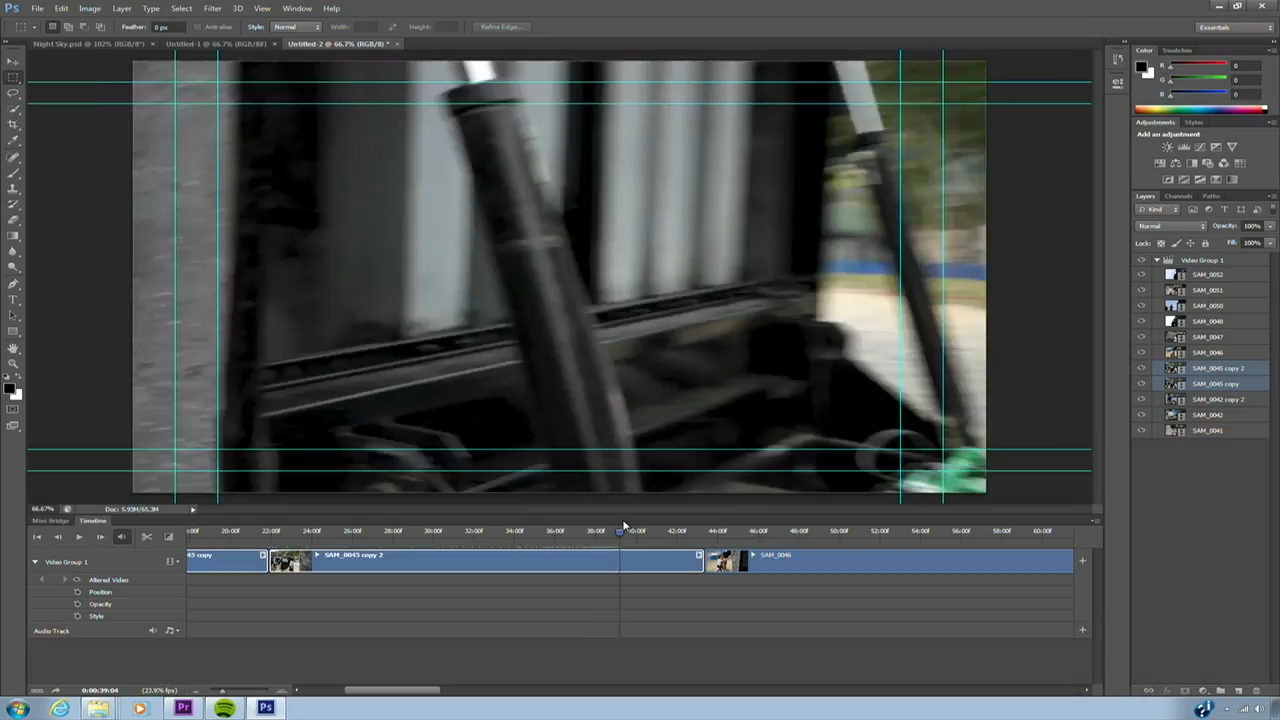 Ps File Edit Image Layer Type Select Filter 3D View Window Help
Feather: 0 px Anti-alias Style: Normal Width: Height: Refine Edge... Essentials
Night Sky.psd @ 102% (RGB/8*) × Untitled-1 @ 66.7% (RGB/8#) × Untitled-2 @ 66.7% (RGB/8) * ×
Color Swatches
R 0
G 0
B 0
Adjustments Styles
Add an adjustment
Layers Channels Paths
Kind
Normal Opacity: 100%
Lock: Fill: 100%
Video Group 1
SAM_0052
SAM_0051
SAM_0050
SAM_0048
SAM_0047
SAM_0046
SAM_0045 copy 2
SAM_0045 copy
SAM_0042 copy 2
SAM_0042
SAM_0041
66.67% Doc: 5.93M/65.3M
Mini Bridge Timeline
:00f 20:00f 22:00f 24:00f 26:00f 28:00f 30:00f 32:00f 34:00f 36:00f 38:00f 40:00f 42:00f 44:00f 46:00f 48:00f 50:00f 52:00f 54:00f 56:00f 58:00f 60:00f
Video Group 1 45 copy SAM_0045 copy 2 SAM_0046
Altered Video
Position
Opacity
Style
Audio Track
0:00:39:04 (23.976 fps)
Pr Ps